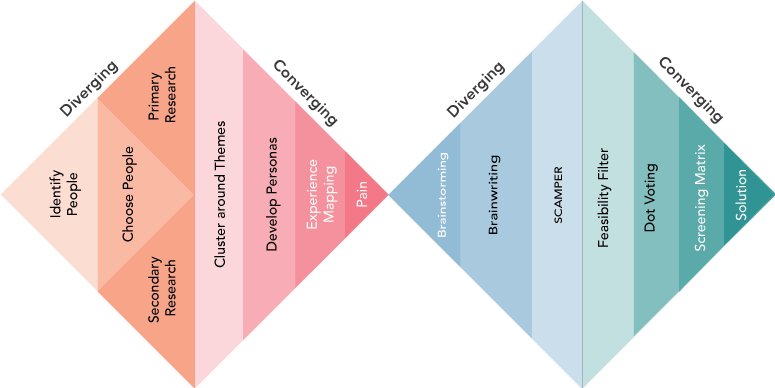 Diverging
Identify
People
Choose People
Primary
Research
Secondary
Research
Converging
Cluster around Themes
Develop Personas
Experience
Mapping
Pain
Diverging
Brainstorming
Brainwriting
SCAMPER
Converging
Feasibility Filter
Dot Voting
Screening Matrix
Solution